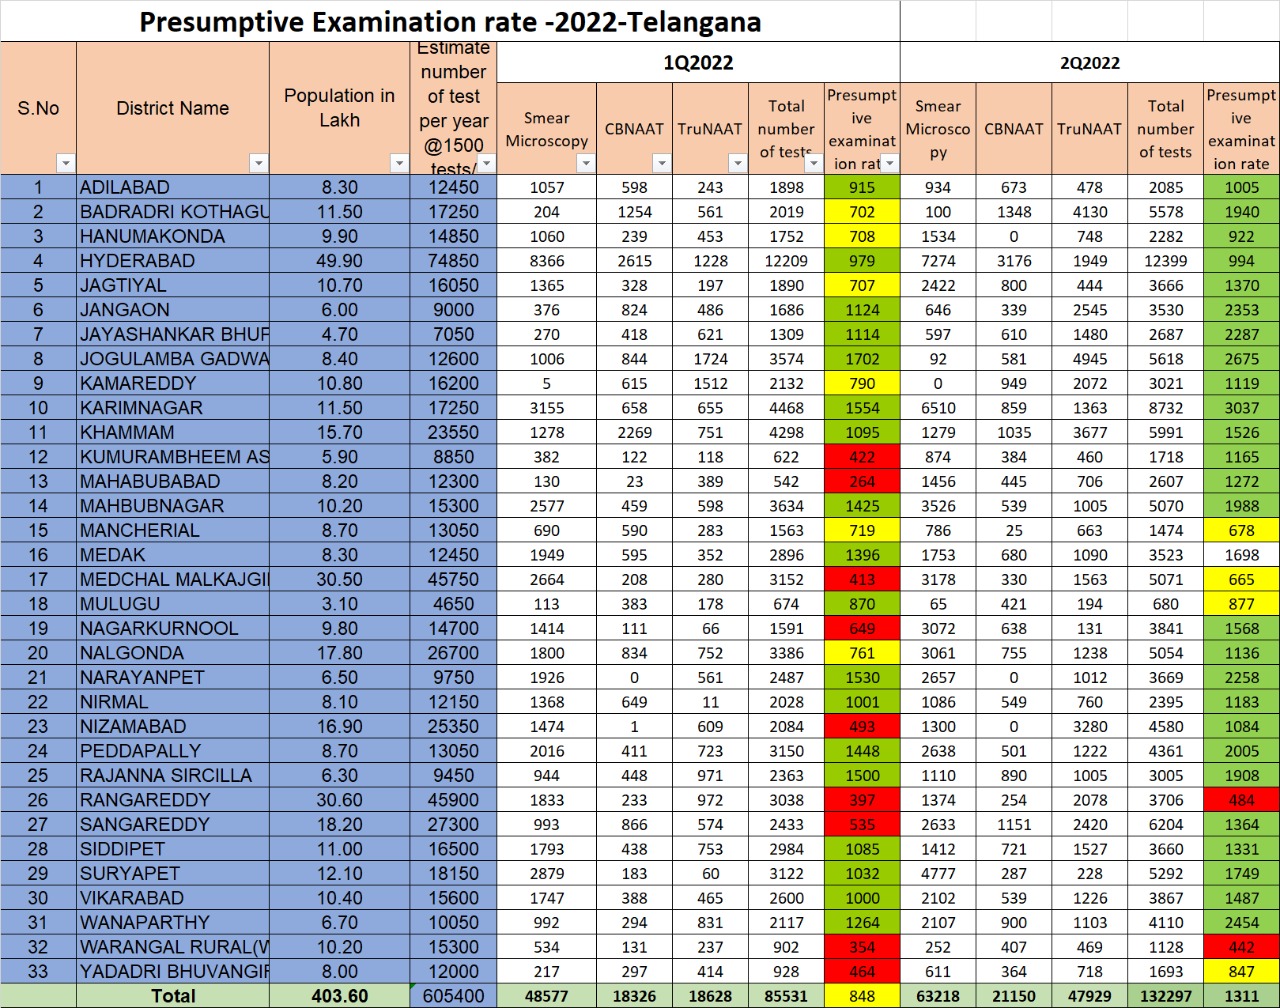 Presumptive Examination rate -2022-Telangana
S.No District Name Population in Lakh Estimate number of test per year @1500 tests/ 1Q2022 2Q2022
Smear Microscopy CBNAAT TruNAAT Total number of tests Presumptive examination rate Smear Microscopy CBNAAT TruNAAT Total number of tests Presumptive examination rate
1 ADILABAD 8.30 12450 1057 598 243 1898 915 934 673 478 2085 1005
2 BADRADRI KOTHAGU 11.50 17250 204 1254 561 2019 702 100 1348 4130 5578 1940
3 HANUMAKONDA 9.90 14850 1060 239 453 1752 708 1534 0 748 2282 922
4 HYDERABAD 49.90 74850 8366 2615 1228 12209 979 7274 3176 1949 12399 994
5 JAGTIYAL 10.70 16050 1365 328 197 1890 707 2422 800 444 3666 1370
6 JANGAON 6.00 9000 376 824 486 1686 1124 646 339 2545 3530 2353
7 JAYASHANKAR BHUP 4.70 7050 270 418 621 1309 1114 597 610 1480 2687 2287
8 JOGULAMBA GADWA 8.40 12600 1006 844 1724 3574 1702 92 581 4945 5618 2675
9 KAMAREDDY 10.80 16200 5 615 1512 2132 790 0 949 2072 3021 1119
10 KARIMNAGAR 11.50 17250 3155 658 655 4468 1554 6510 859 1363 8732 3037
11 KHAMMAM 15.70 23550 1278 2269 751 4298 1095 1279 1035 3677 5991 1526
12 KUMURAMBHEEM AS 5.90 8850 382 122 118 622 422 874 384 460 1718 1165
13 MAHABUBABAD 8.20 12300 130 23 389 542 264 1456 445 706 2607 1272
14 MAHBUBNAGAR 10.20 15300 2577 459 598 3634 1425 3526 539 1005 5070 1988
15 MANCHERIAL 8.70 13050 690 590 283 1563 719 786 25 663 1474 678
16 MEDAK 8.30 12450 1949 595 352 2896 1396 1753 680 1090 3523 1698
17 MEDCHAL MALKAJGI 30.50 45750 2664 208 280 3152 413 3178 330 1563 5071 665
18 MULUGU 3.10 4650 113 383 178 674 870 65 421 194 680 877
19 NAGARKURNOOL 9.80 14700 1414 111 66 1591 649 3072 638 131 3841 1568
20 NALGONDA 17.80 26700 1800 834 752 3386 761 3061 755 1238 5054 1136
21 NARAYANPET 6.50 9750 1926 0 561 2487 1530 2657 0 1012 3669 2258
22 NIRMAL 8.10 12150 1368 649 11 2028 1001 1086 549 760 2395 1183
23 NIZAMABAD 16.90 25350 1474 1 609 2084 493 1300 0 3280 4580 1084
24 PEDDAPALLY 8.70 13050 2016 411 723 3150 1448 2638 501 1222 4361 2005
25 RAJANNA SIRCILLA 6.30 9450 944 448 971 2363 1500 1110 890 1005 3005 1908
26 RANGAREDDY 30.60 45900 1833 233 972 3038 397 1374 254 2078 3706 484
27 SANGAREDDY 18.20 27300 993 866 574 2433 535 2633 1151 2420 6204 1364
28 SIDDIPET 11.00 16500 1793 438 753 2984 1085 1412 721 1527 3660 1331
29 SURYAPET 12.10 18150 2879 183 60 3122 1032 4777 287 228 5292 1749
30 VIKARABAD 10.40 15600 1747 388 465 2600 1000 2102 539 1226 3867 1487
31 WANAPARTHY 6.70 10050 992 294 831 2117 1264 2107 900 1103 4110 2454
32 WARANGAL RURAL(W 10.20 15300 534 131 237 902 354 252 407 469 1128 442
33 YADADRI BHUVANGIR 8.00 12000 217 297 414 928 464 611 364 718 1693 847
Total 403.60 605400 48577 18326 18628 85531 848 63218 21150 47929 132297 1311